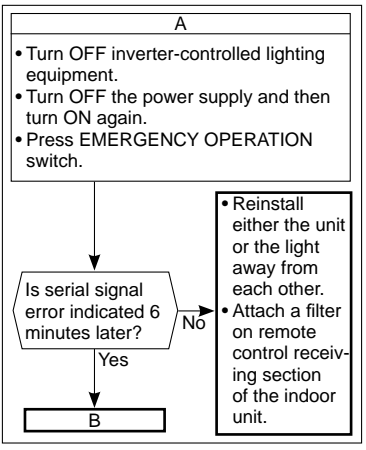 A
• Turn OFF inverter-controlled lighting
equipment.
• Turn OFF the power supply and then
turn ON again.
• Press EMERGENCY OPERATION
switch.
Is serial signal
error indicated 6
minutes later?
No
• Reinstall
either the unit
or the light
away from
each other.
• Attach a filter
on remote
control receiv-
ing section
of the indoor
unit.
Yes
B